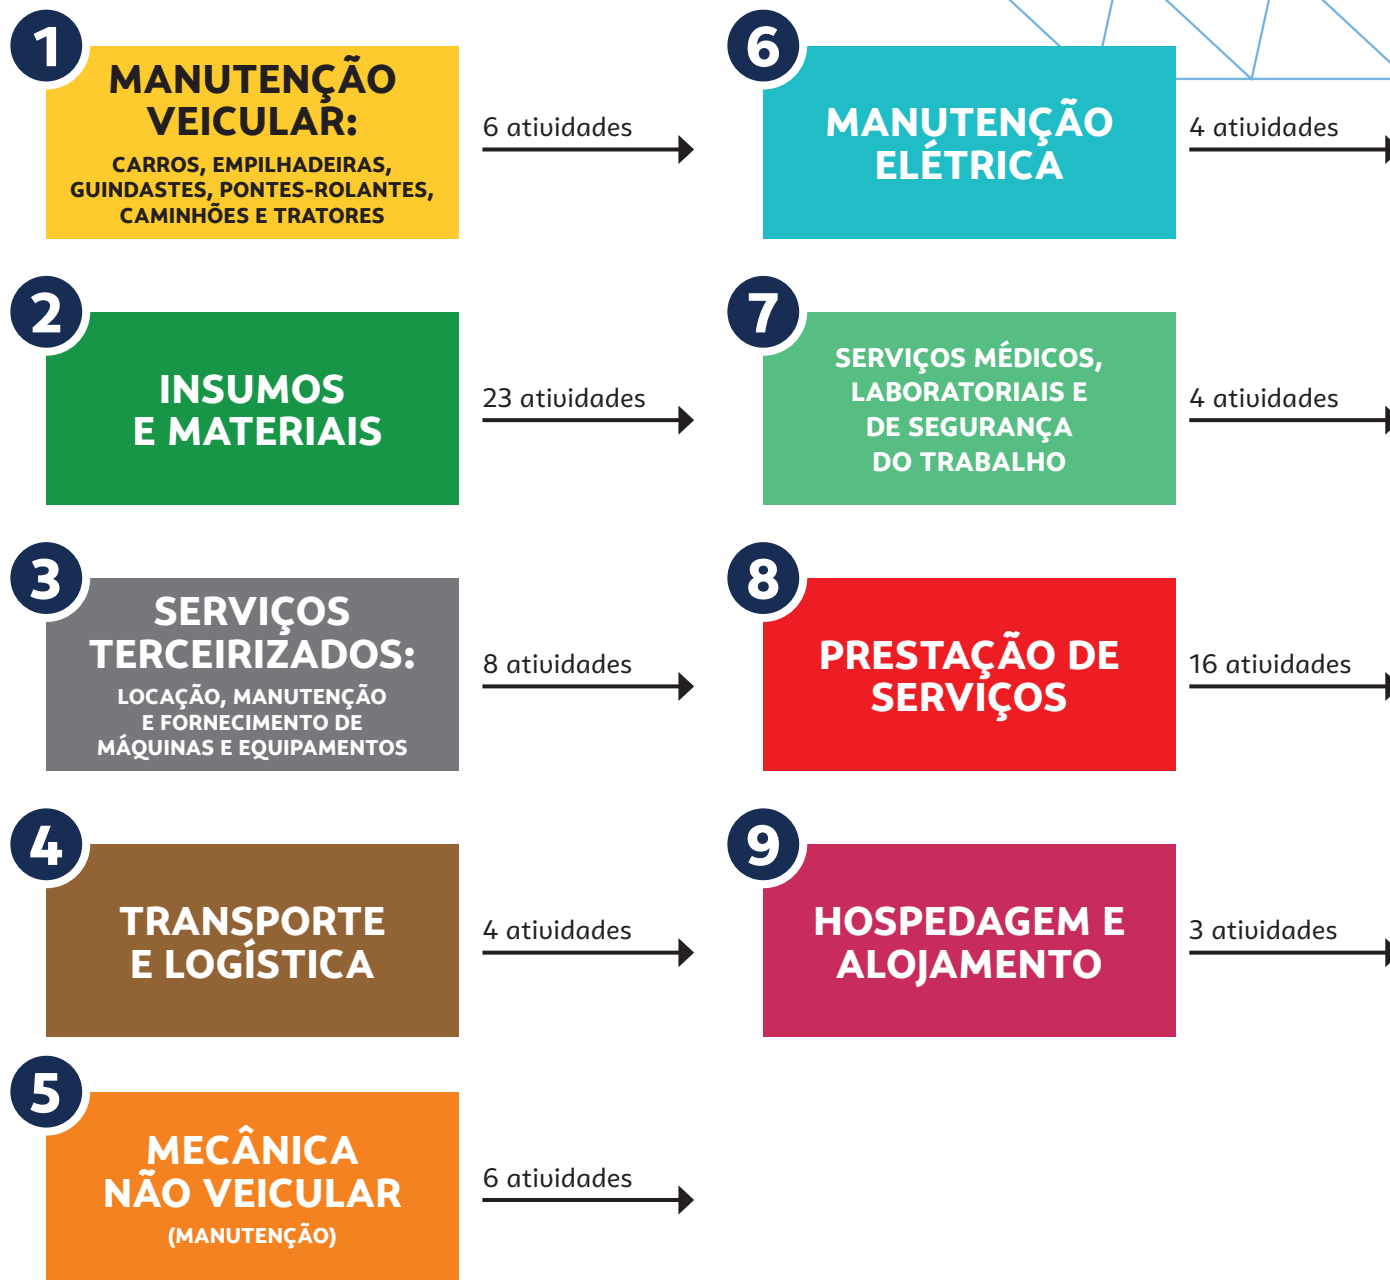 1
MANUTENÇÃO
VEICULAR:
CARROS, EMPILHADEIRAS,
GUINDASTES, PONTES-ROLANTES,
CAMINHÕES E TRATORES
6 atividades
2
INSUMOS
E MATERIAIS
23 atividades
3
SERVIÇOS
TERCEIRIZADOS:
LOCAÇÃO, MANUTENÇÃO
E FORNECIMENTO DE
MÁQUINAS E EQUIPAMENTOS
8 atividades
4
TRANSPORTE
E LOGÍSTICA
4 atividades
5
MECÂNICA
NÃO VEICULAR
(MANUTENÇÃO)
6 atividades
6
MANUTENÇÃO
ELÉTRICA
4 atividades
7
SERVIÇOS MÉDICOS,
LABORATORIAIS E
DE SEGURANÇA
DO TRABALHO
4 atividades
8
PRESTAÇÃO DE
SERVIÇOS
16 atividades
9
HOSPEDAGEM E
ALOJAMENTO
3 atividades